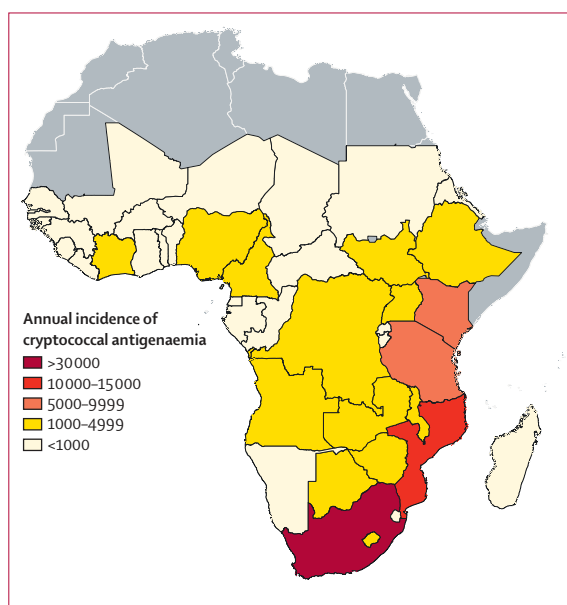 Annual incidence of
cryptococcal antigenaemia
>30 000
10 000–15 000
5000–9999
1000–4999
<1000